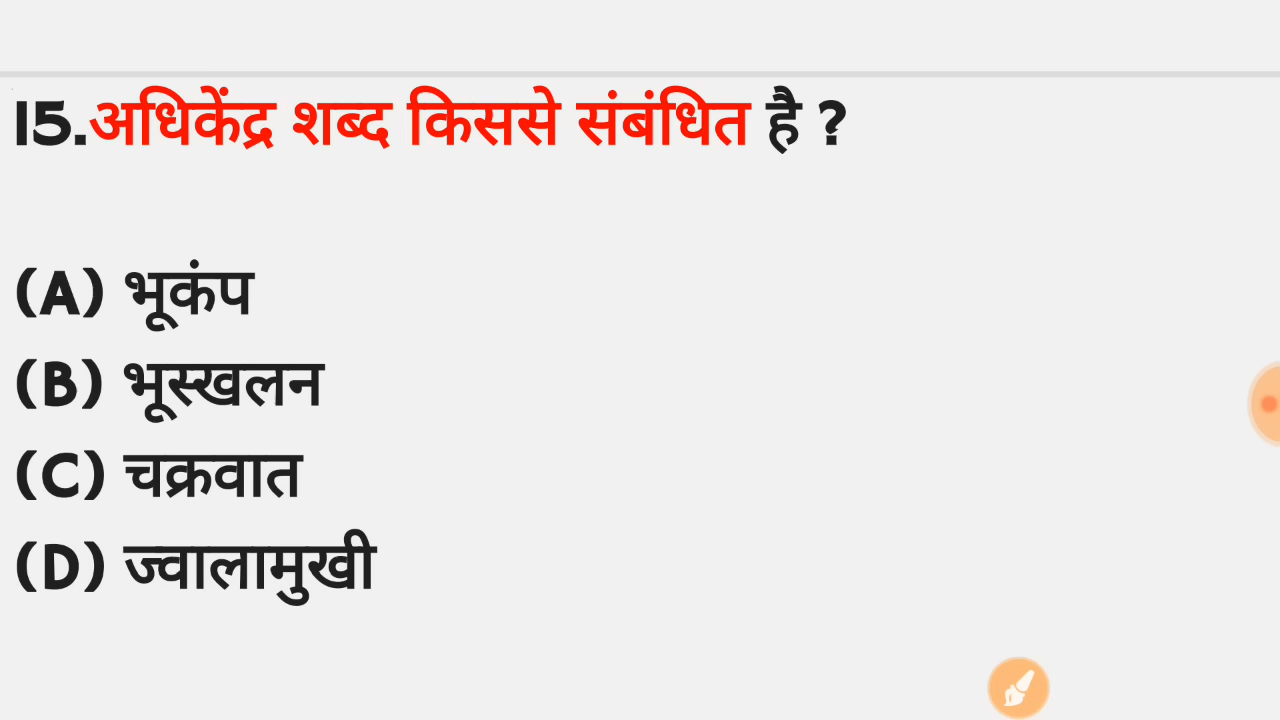 15.अधिकेंद्र शब्द किससे संबंधित है ?
(A) भूकंप
(B) भूस्खलन
(C) चक्रवात
(D) ज्वालामुखी